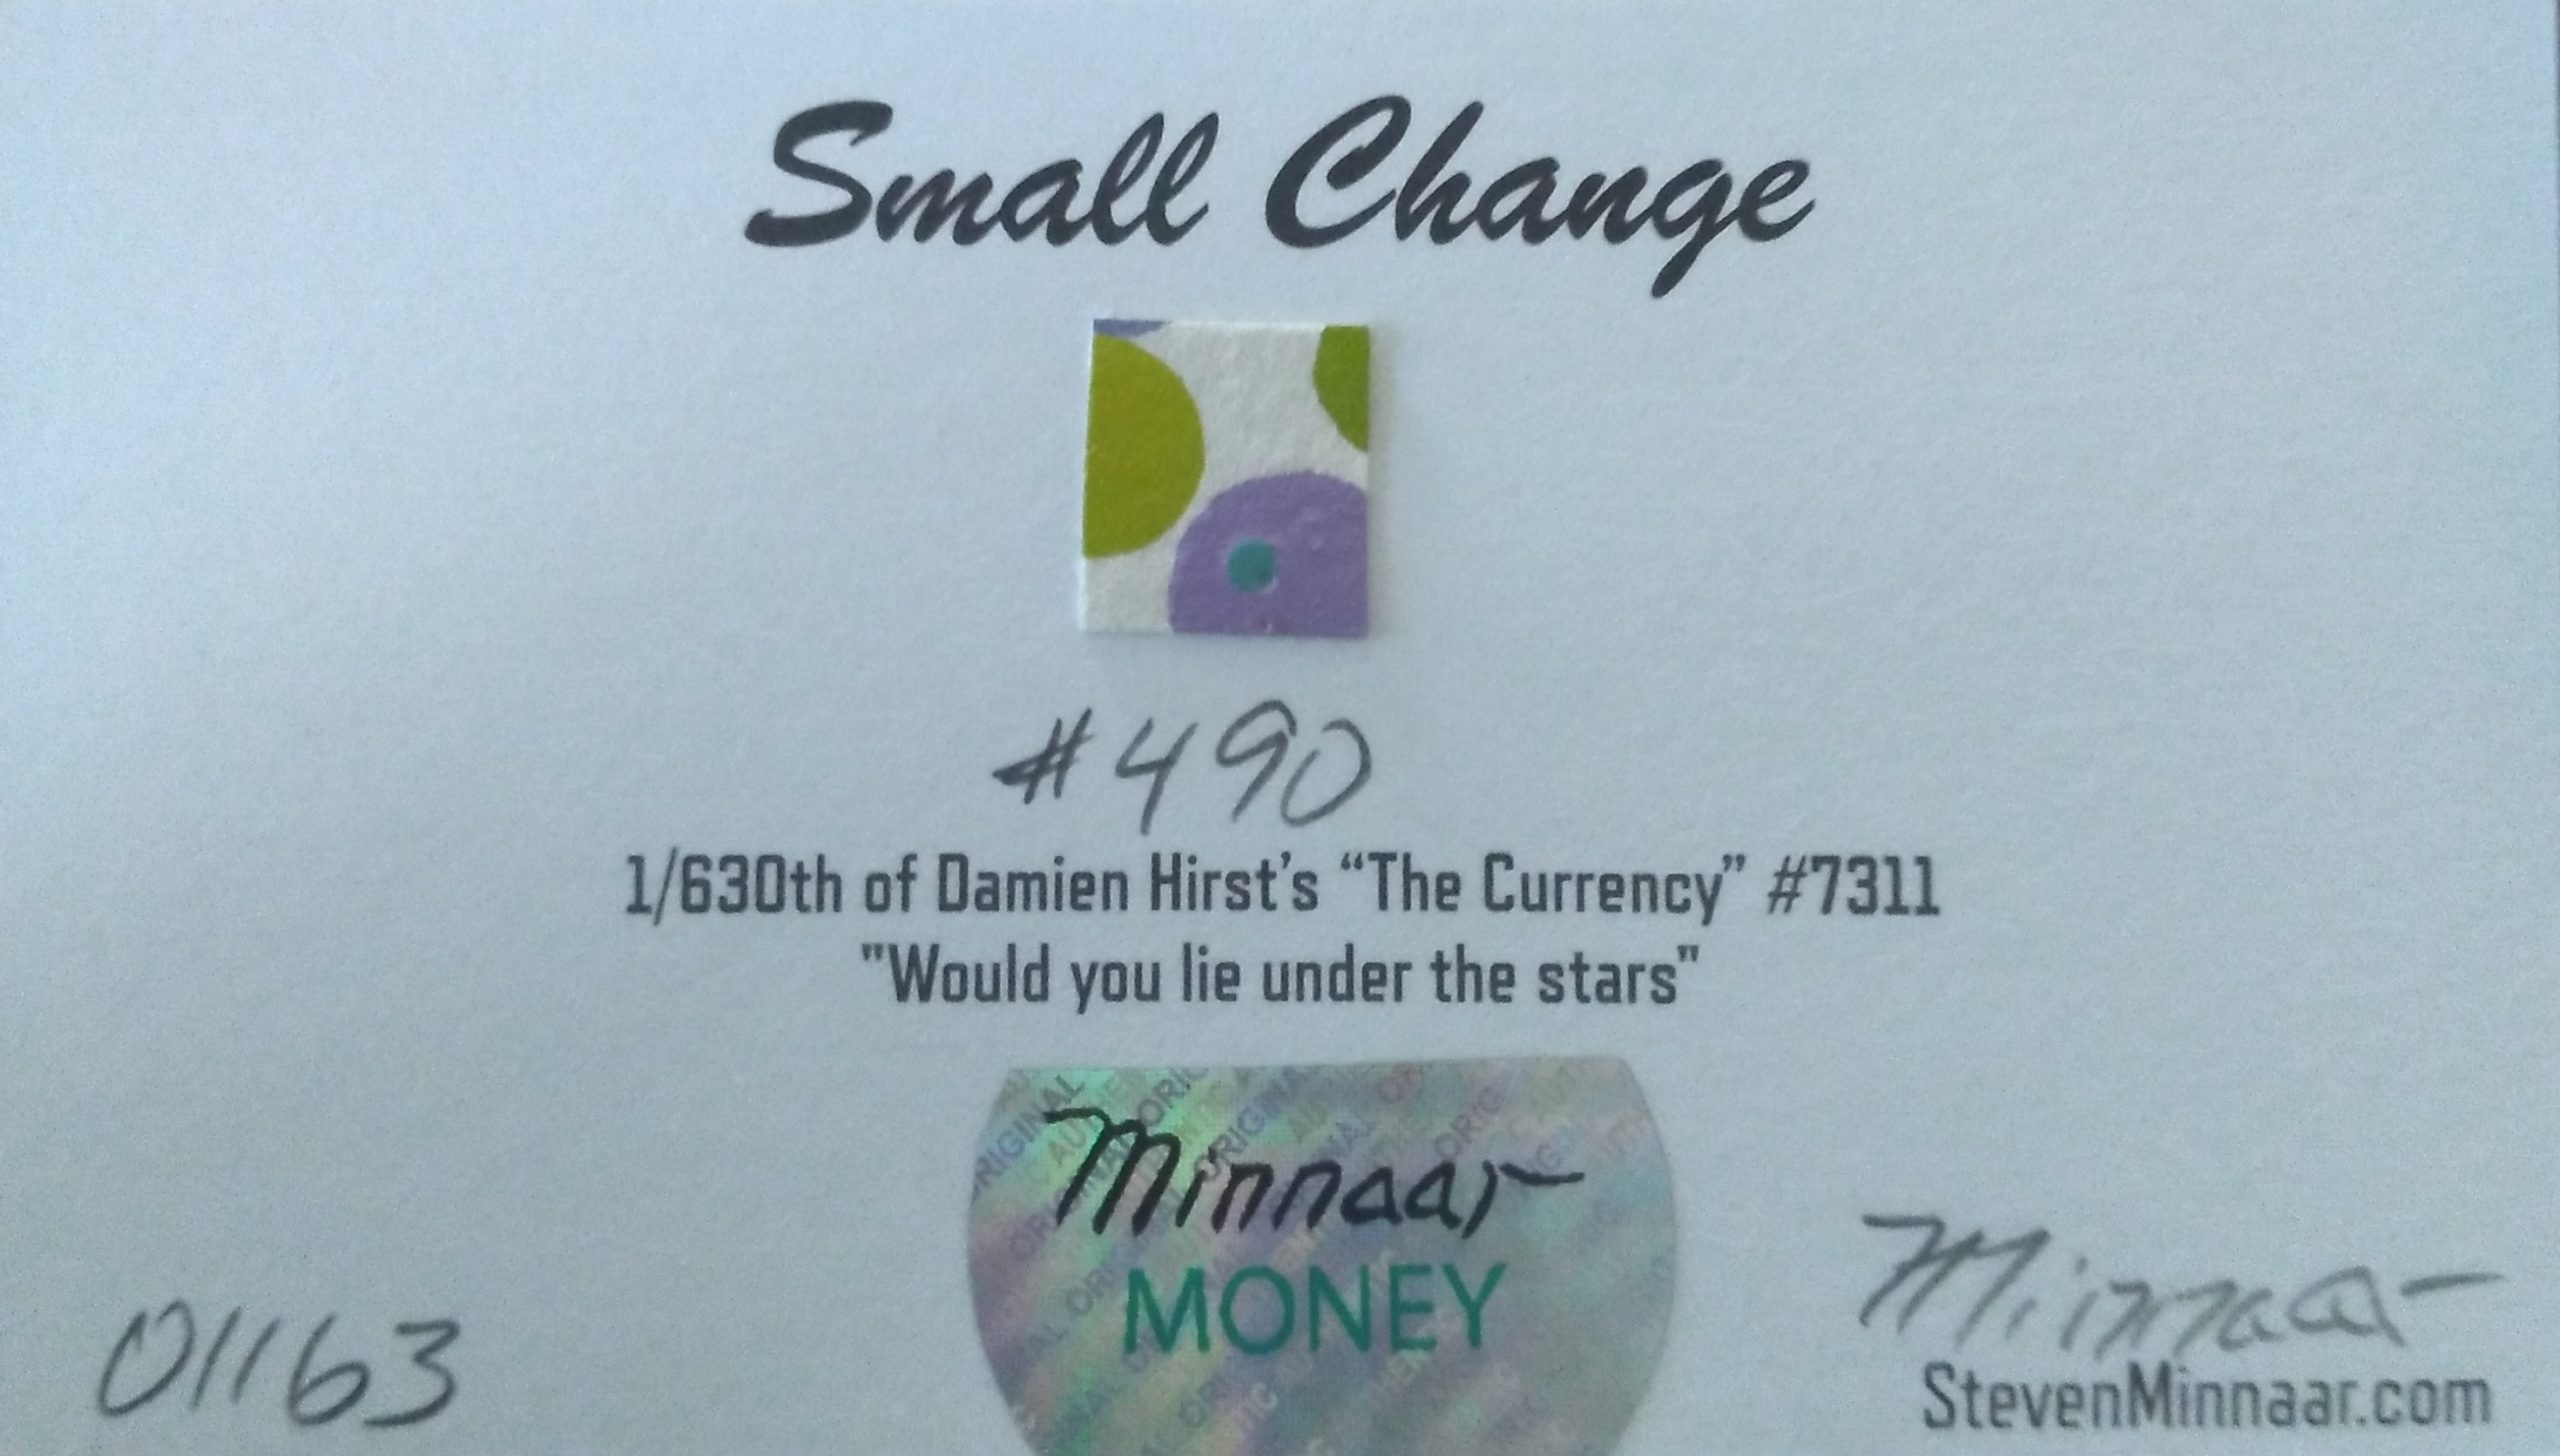 Small Change
#490
1/630th of Damien Hirst's “The Currency” #7311
"Would you lie under the stars"
Minnaar
MONEY
01163
Minnaar
StevenMinnaar.com